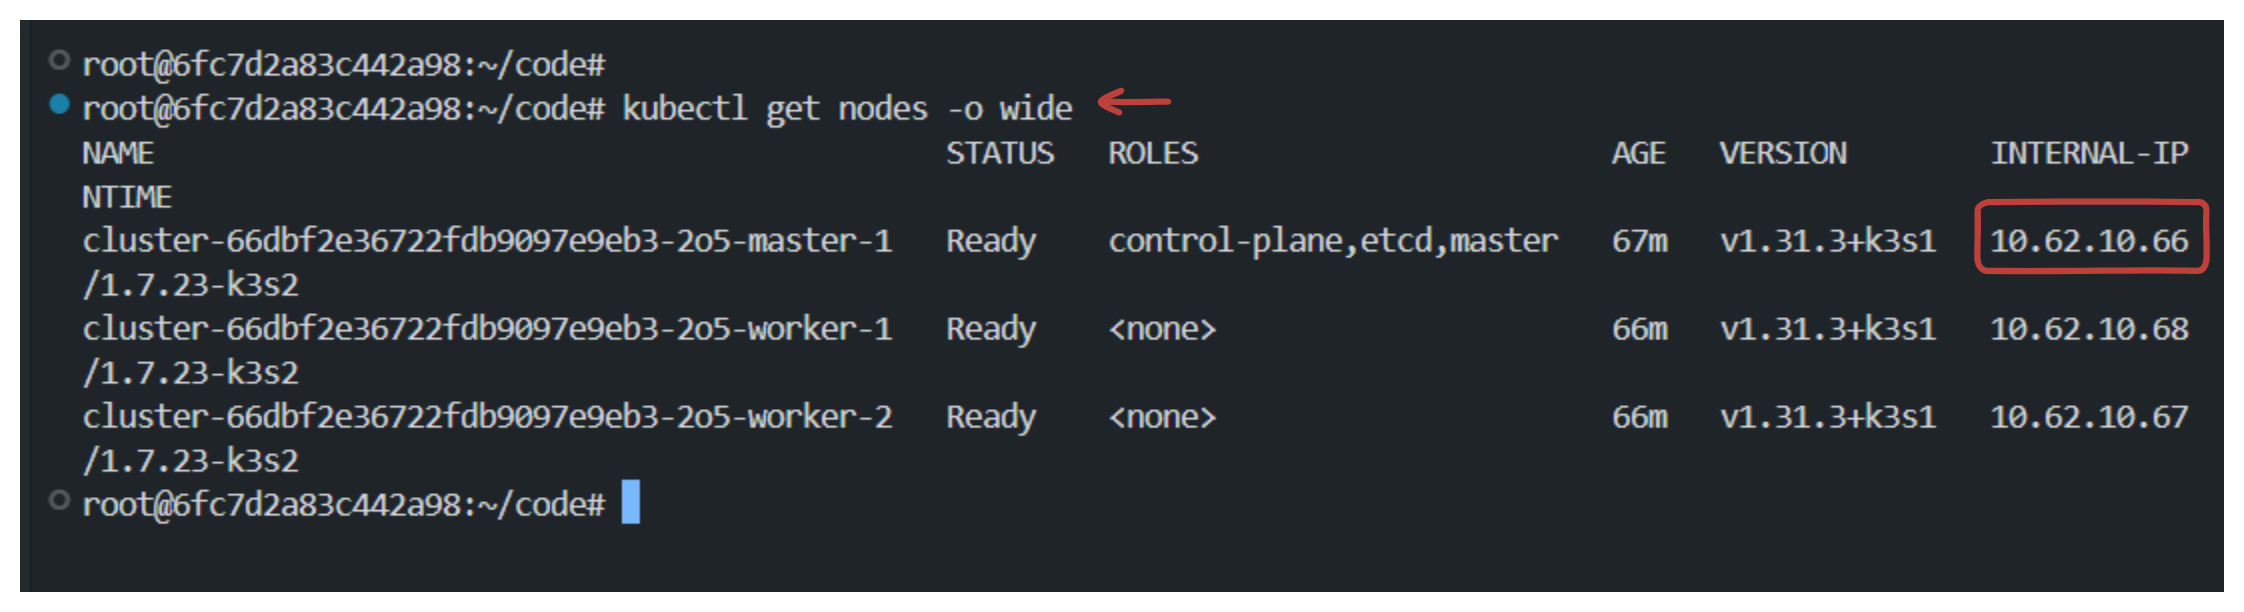 root@6fc7d2a83c442a98:~/code#
root@6fc7d2a83c442a98:~/code# kubectl get nodes -o wide
NAME STATUS ROLES AGE VERSION INTERNAL-IP
NTIME
cluster-66dbf2e36722fdb9097e9eb3-2o5-master-1 Ready control-plane,etcd,master 67m v1.31.3+k3s1 10.62.10.66
/1.7.23-k3s2
cluster-66dbf2e36722fdb9097e9eb3-2o5-worker-1 Ready <none> 66m v1.31.3+k3s1 10.62.10.68
/1.7.23-k3s2
cluster-66dbf2e36722fdb9097e9eb3-2o5-worker-2 Ready <none> 66m v1.31.3+k3s1 10.62.10.67
/1.7.23-k3s2
root@6fc7d2a83c442a98:~/code#